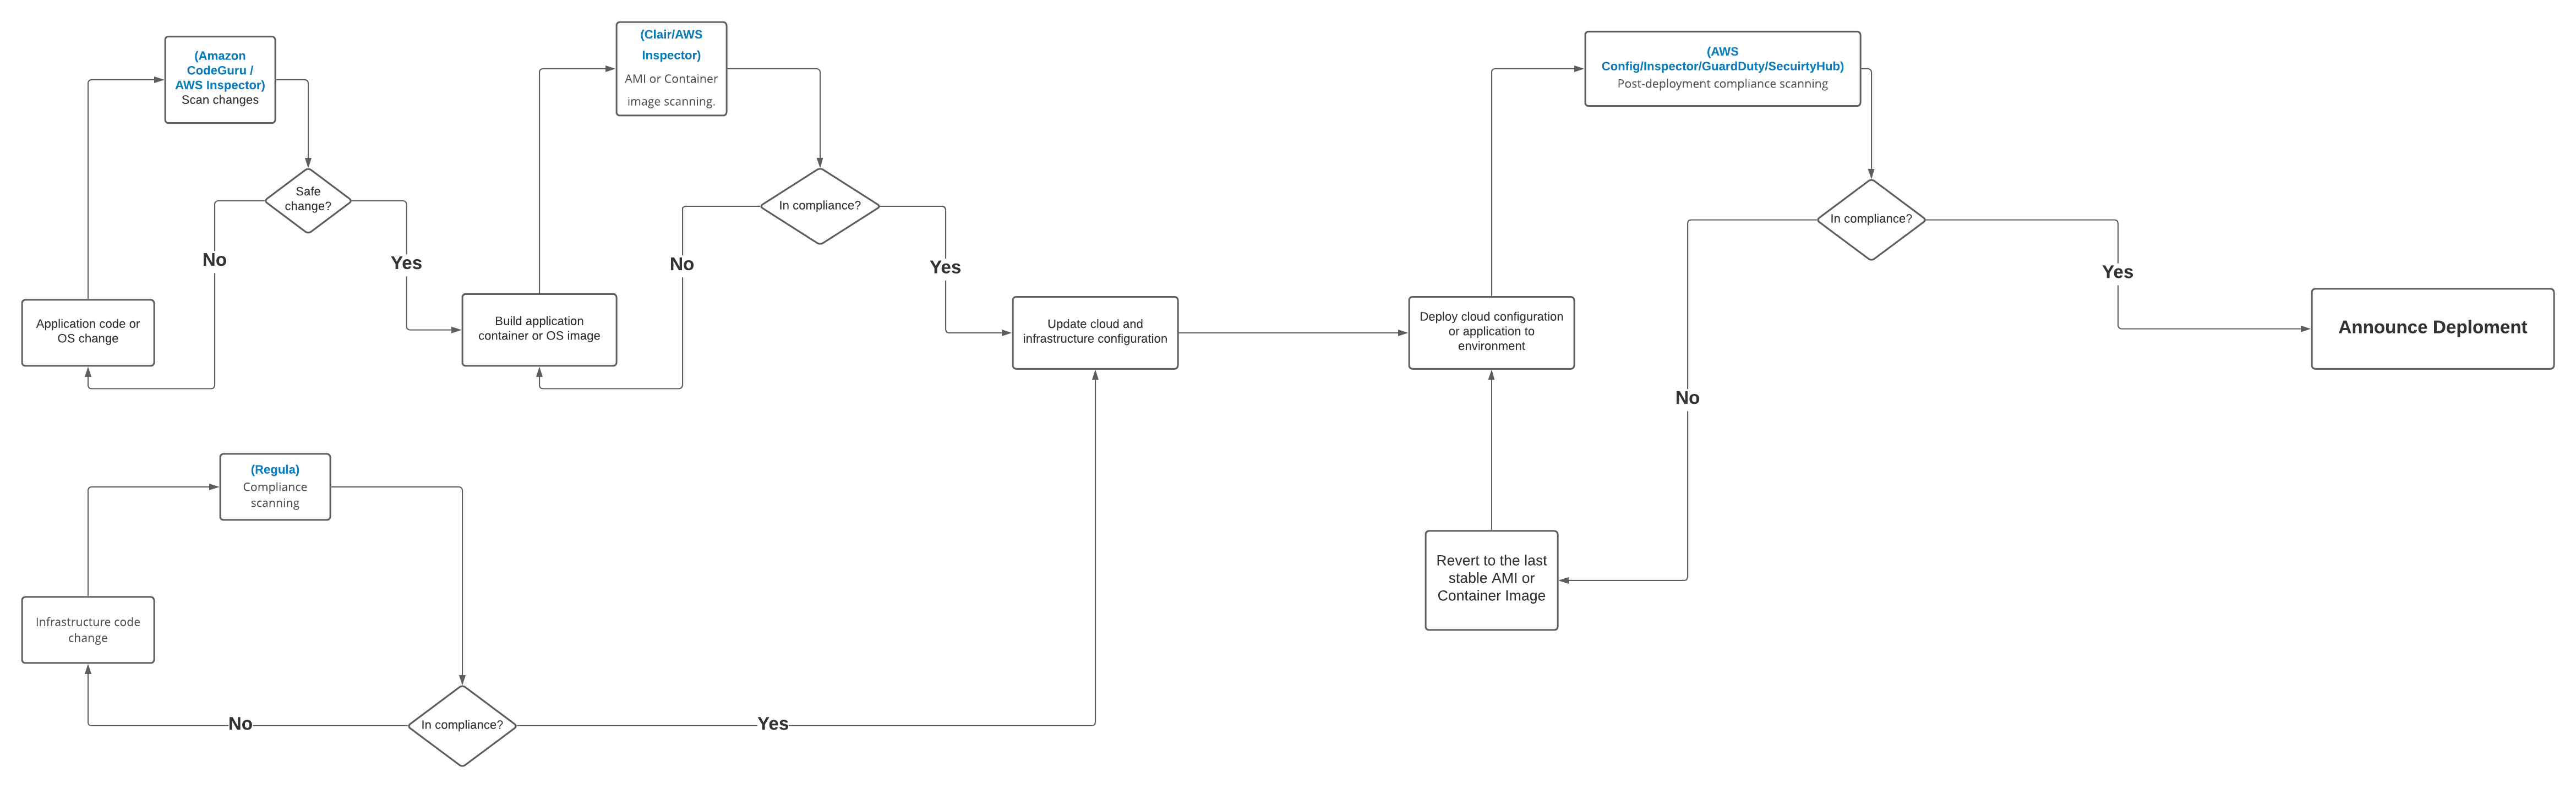 (Amazon
CodeGuru /
AWS Inspector)
Scan changes
Safe
change?
No
Yes
Application code or
OS change
(Clair/AWS
Inspector)
AMI or Container
image scanning.
In compliance?
No
Yes
Build application
container or OS image
Update cloud and
infrastructure configuration
Deploy cloud configuration
or application to
environment
(AWS
Config/Inspector/GuardDuty/SecuirtyHub)
Post-deployment compliance scanning
In compliance?
No
Yes
Announce Deploment
Revert to the last
stable AMI or
Container Image
(Regula)
Compliance
scanning
Infrastructure code
change
In compliance?
No
Yes